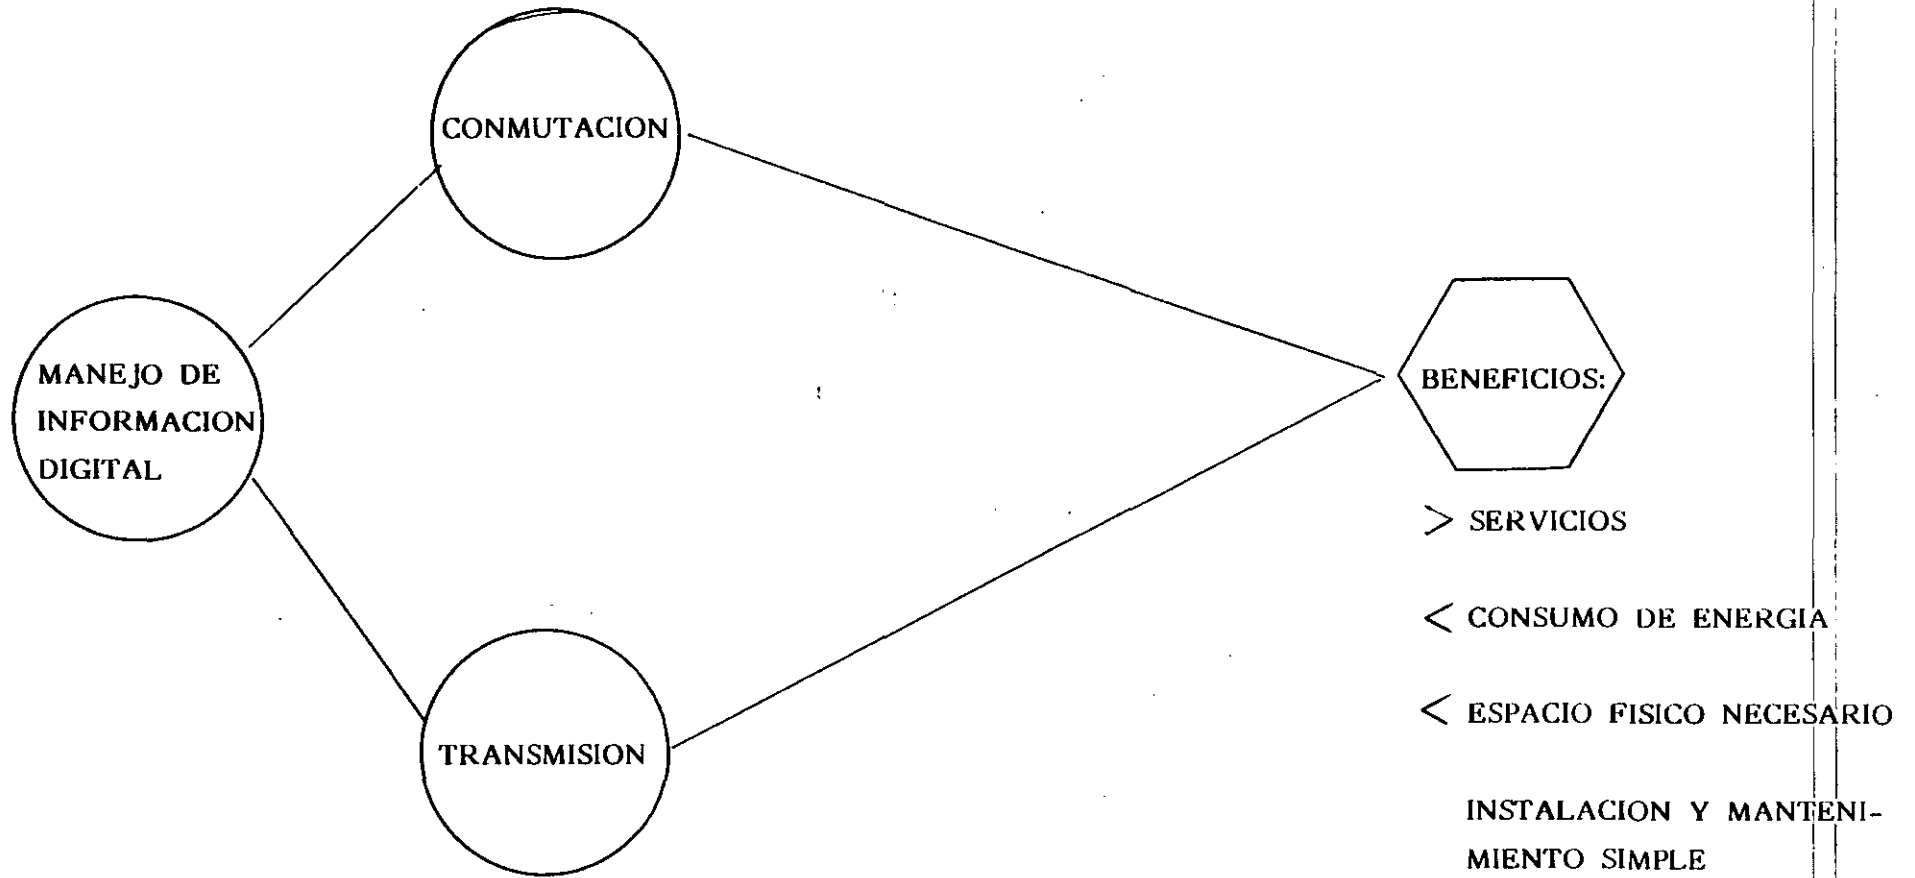 CONMUTACION
MANEJO DE
INFORMACION
DIGITAL
TRANSMISION
BENEFICIOS:
> SERVICIOS
< CONSUMO DE ENERGIA
< ESPACIO FISICO NECESARIO
INSTALACION Y MANTENI-
MIENTO SIMPLE